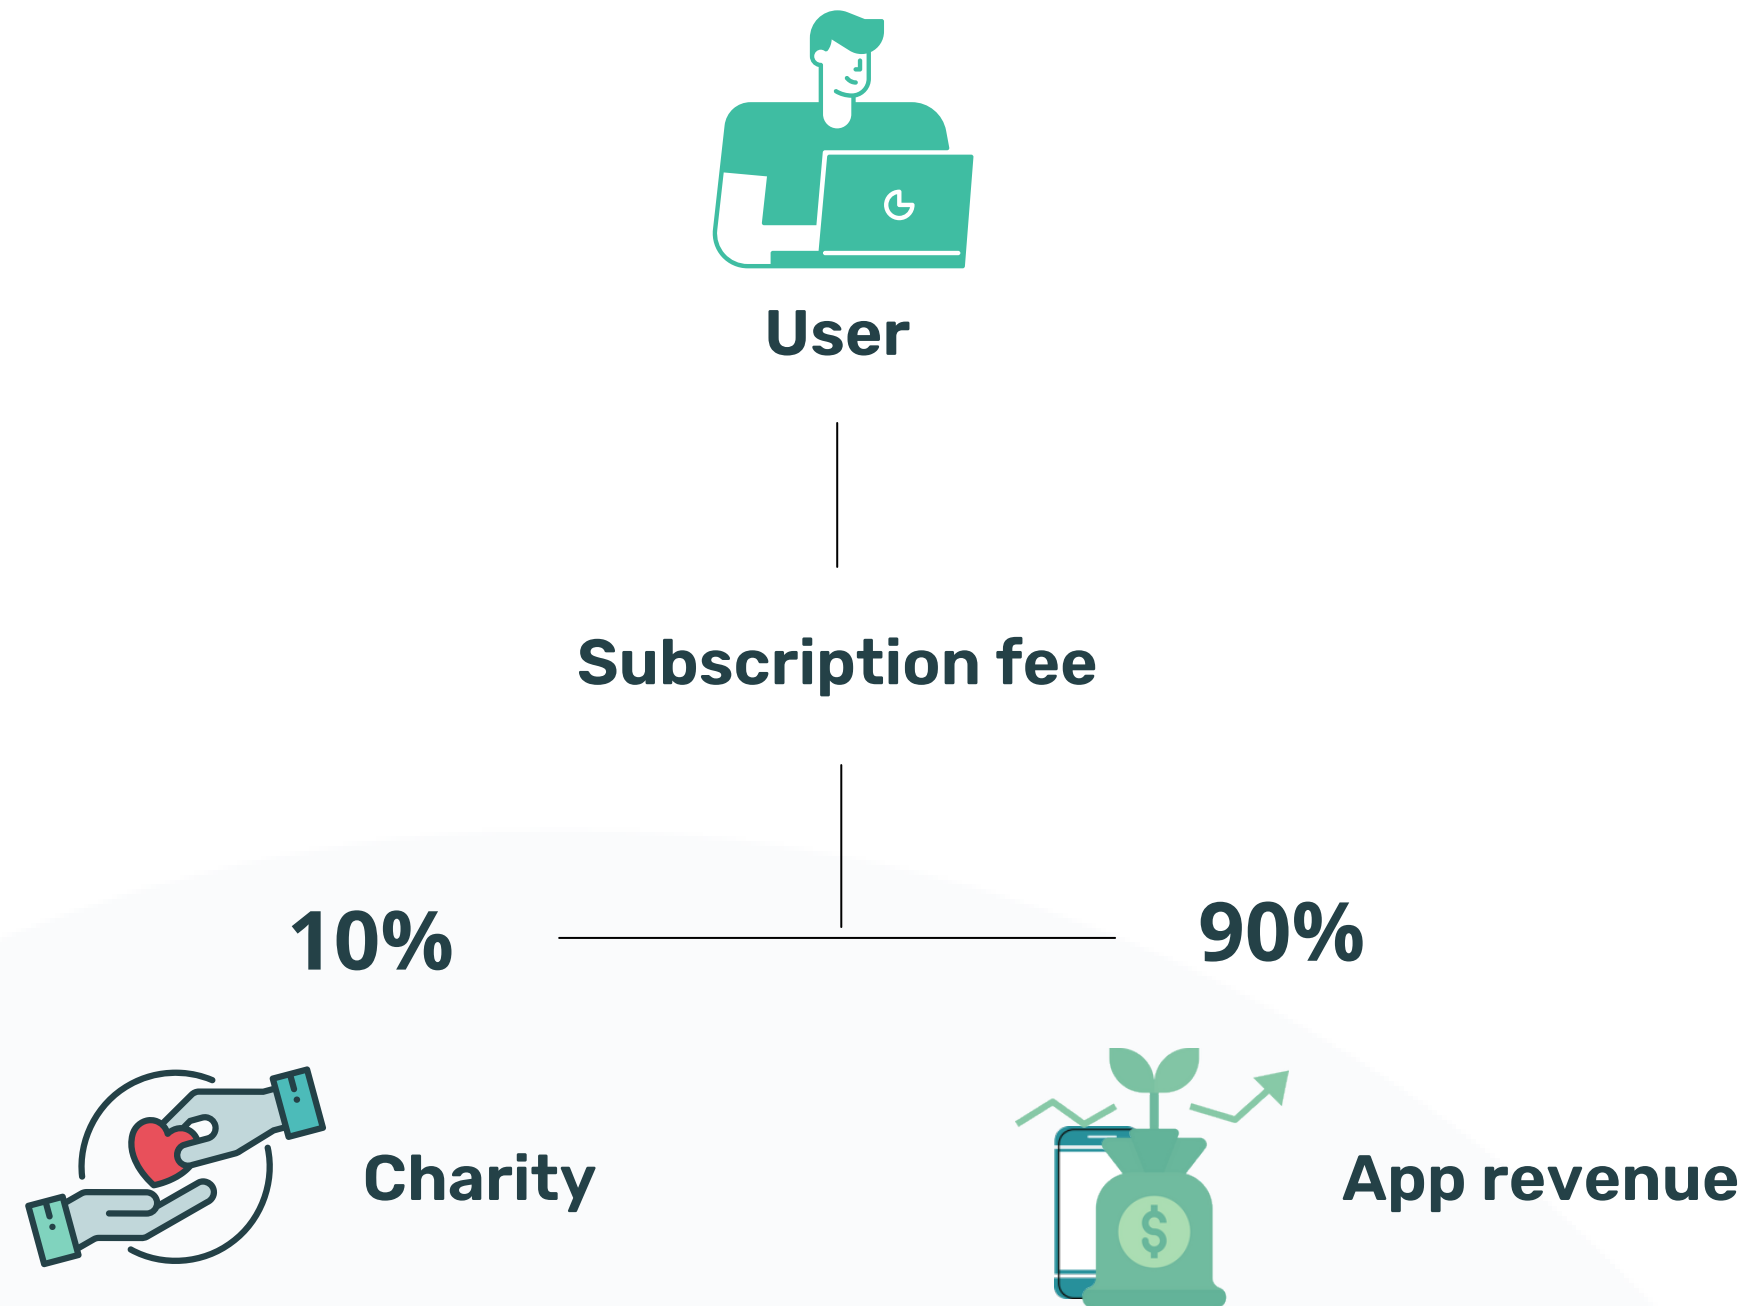 User
Subscription fee
10%
90%
Charity
App revenue
$